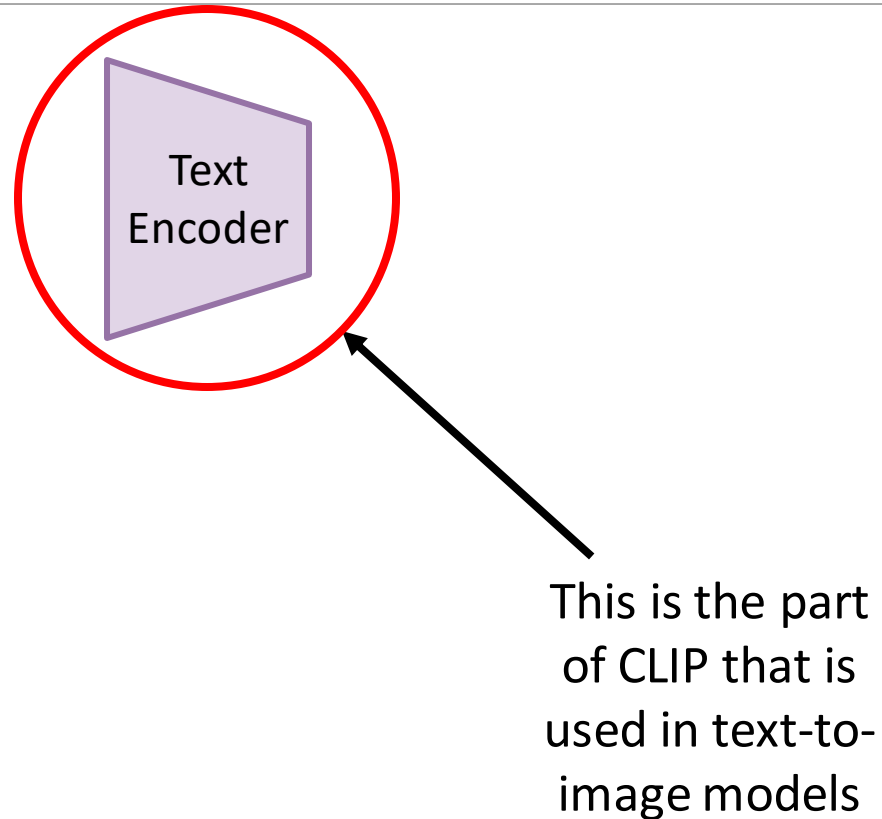 Text
Encoder
This is the part
of CLIP that is
used in text-to-
image models